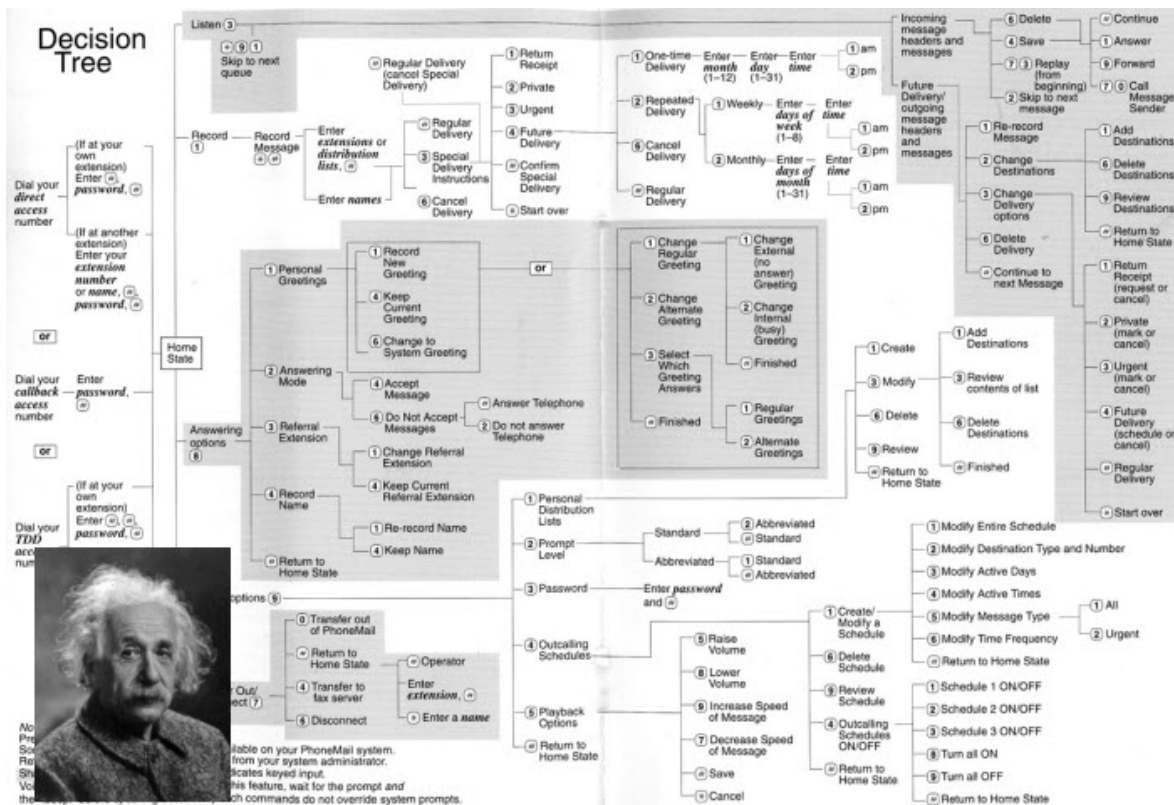 Decision
Tree
Listen 3
* 9 1
Skip to next
queue
Record
1
Record
Message
* #
Enter
extensions or
distribution
lists, #
Enter names
# Regular Delivery
(cancel Special
Delivery)
# Regular
Delivery
3 Special
Delivery
Instructions
6 Cancel
Delivery
1 Return
Receipt
2 Private
3 Urgent
4 Future
Delivery
# Confirm
Special
Delivery
* Start over
1 One-time
Delivery
Enter
month
(1–12)
Enter
day
(1–31)
Enter
time
1 am
2 pm
2 Repeated
Delivery
1 Weekly
Enter
days of
week
(1–8)
Enter
time
1 am
2 pm
2 Monthly
Enter
days of
month
(1–31)
Enter
time
1 am
2 pm
6 Cancel
Delivery
# Regular
Delivery
Incoming
message
headers and
messages
6 Delete
4 Save
7 3 Replay
(from
beginning)
2 Skip to next
message
# Continue
1 Answer
9 Forward
7 0 Call
Message
Sender
Future
Delivery/
outgoing
message
headers
and
messages
1 Re-record
Message
2 Change
Destinations
3 Change
Delivery
options
6 Delete
Delivery
# Continue to
next Message
1 Add
Destinations
6 Delete
Destinations
9 Review
Destinations
# Return to
Home State
1 Return
Receipt
(request or
cancel)
2 Private
(mark or
cancel)
3 Urgent
(mark or
cancel)
4 Future
Delivery
(schedule or
cancel)
# Regular
Delivery
* Start over
Dial your
direct
access
number
(If at your
own
extension)
Enter #,
password, #
(If at another
extension)
Enter your
extension
number
or name, #,
password, #
or
Dial your
callback
access
number
Enter
password,
#
or
Dial your
TDD
(If at your
own
extension)
Enter #, #,
password, #
Home
State
Answering
options
8
1 Personal
Greetings
1 Record
New
Greeting
4 Keep
Current
Greeting
6 Change to
System Greeting
or
1 Change
Regular
Greeting
2 Change
Alternate
Greeting
3 Select
Which
Greeting
Answers
# Finished
1 Change
External
(no
answer)
Greeting
2 Change
Internal
(busy)
Greeting
# Finished
1 Regular
Greetings
2 Alternate
Greetings
2 Answering
Mode
4 Accept
Message
6 Do Not Accept
Messages
# Answer Telephone
2 Do not answer
Telephone
3 Referral
Extension
1 Change Referral
Extension
4 Keep Current
Referral Extension
4 Record
Name
1 Re-record Name
4 Keep Name
# Return to
Home State
options 9
1 Personal
Distribution
Lists
1 Create
3 Modify
6 Delete
9 Review
# Return to
Home State
1 Add
Destinations
3 Review
contents of list
6 Delete
Destinations
# Finished
2 Prompt
Level
Standard
2 Abbreviated
# Standard
Abbreviated
1 Standard
# Abbreviated
3 Password
Enter password
and #
4 Outcalling
Schedules
1 Create/
Modify a
Schedule
6 Delete
Schedule
9 Review
Schedule
4 Outcalling
Schedules
ON/OFF
# Return to
Home State
1 Modify Entire Schedule
2 Modify Destination Type and Number
3 Modify Active Days
4 Modify Active Times
5 Modify Message Type
6 Modify Time Frequency
# Return to Home State
1 All
2 Urgent
1 Schedule 1 ON/OFF
2 Schedule 2 ON/OFF
3 Schedule 3 ON/OFF
8 Turn all ON
9 Turn all OFF
# Return to Home State
5 Playback
Options
5 Raise
Volume
8 Lower
Volume
9 Increase Speed
of Message
7 Decrease Speed
of Message
# Save
* Cancel
# Return to
Home State
Out/
7
0 Transfer out
of PhoneMail
# Return to
Home State
4 Transfer to
fax server
6 Disconnect
# Operator
Enter
extension, #
* Enter a name
on your PhoneMail system.
from your system administrator.
keyed input.
this feature, wait for the prompt and
commands do not override system prompts.